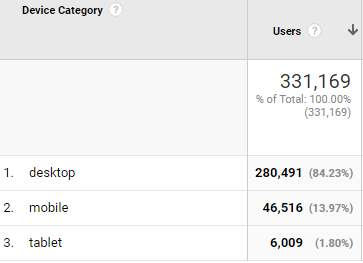 Device Category ?
Users ?
331,169
% of Total: 100.00%
(331,169)
1. desktop 280,491 (84.23%)
2. mobile 46,516 (13.97%)
3. tablet 6,009 (1.80%)